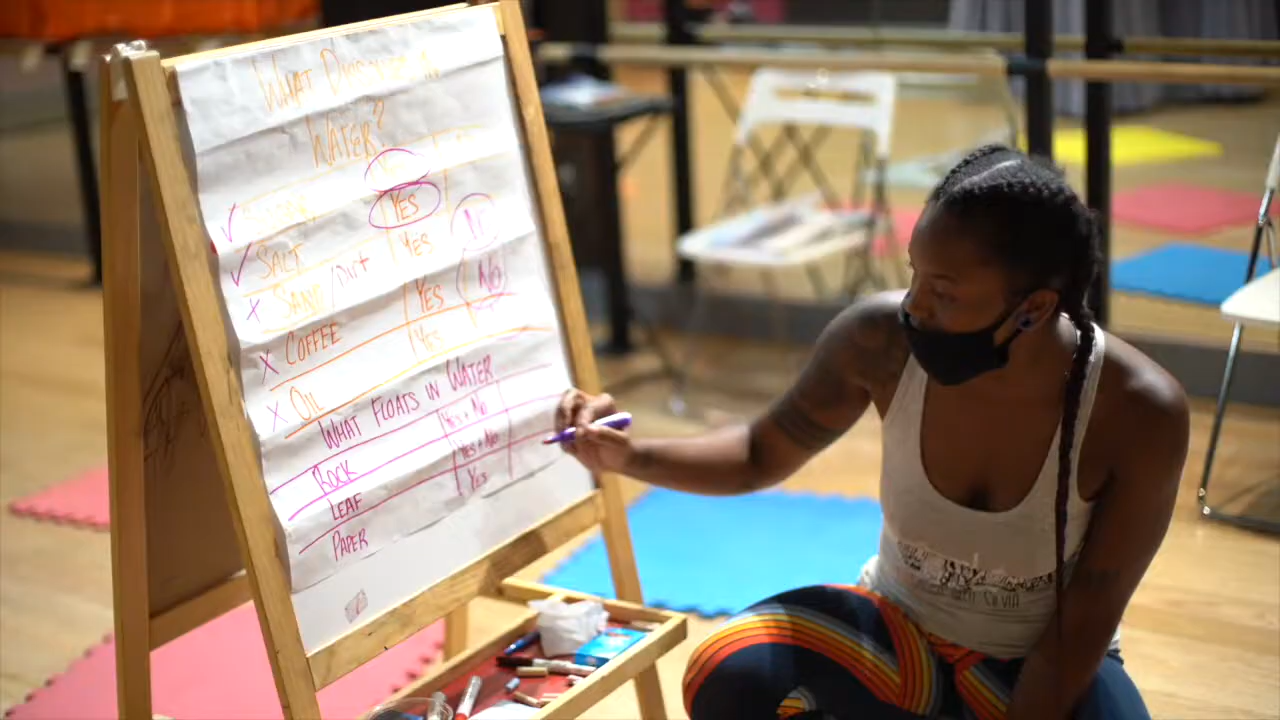 WHAT DISSOLVES IN
WATER?
YES
SALT YES
SAND/DIRT YES No
COFFEE YES
OIL
WHAT FLOATS IN WATER
ROCK YES + No
LEAF YES + No
PAPER YES